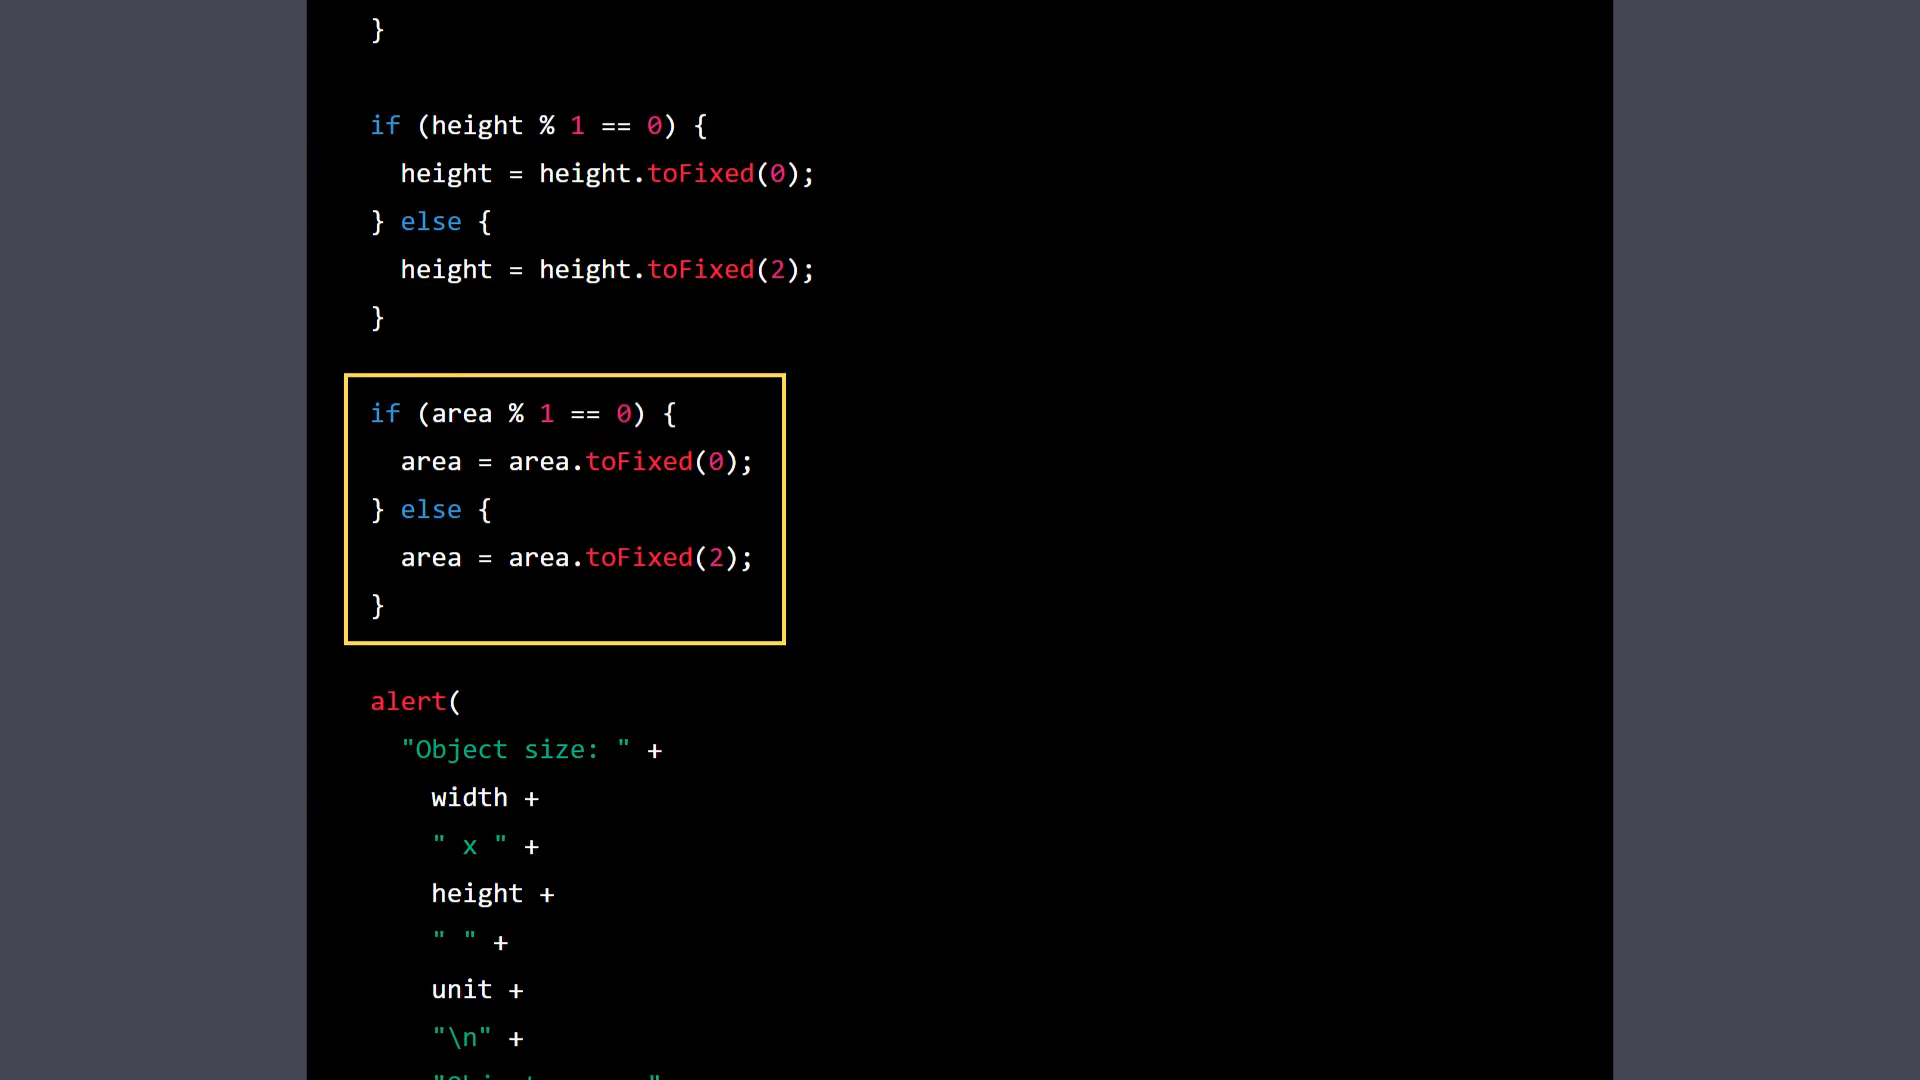 }
if (height % 1 == 0) {
height = height.toFixed(0);
} else {
height = height.toFixed(2);
}
if (area % 1 == 0) {
area = area.toFixed(0);
} else {
area = area.toFixed(2);
}
alert(
"Object size: " +
width +
" x " +
height +
" " +
unit +
"\n" +